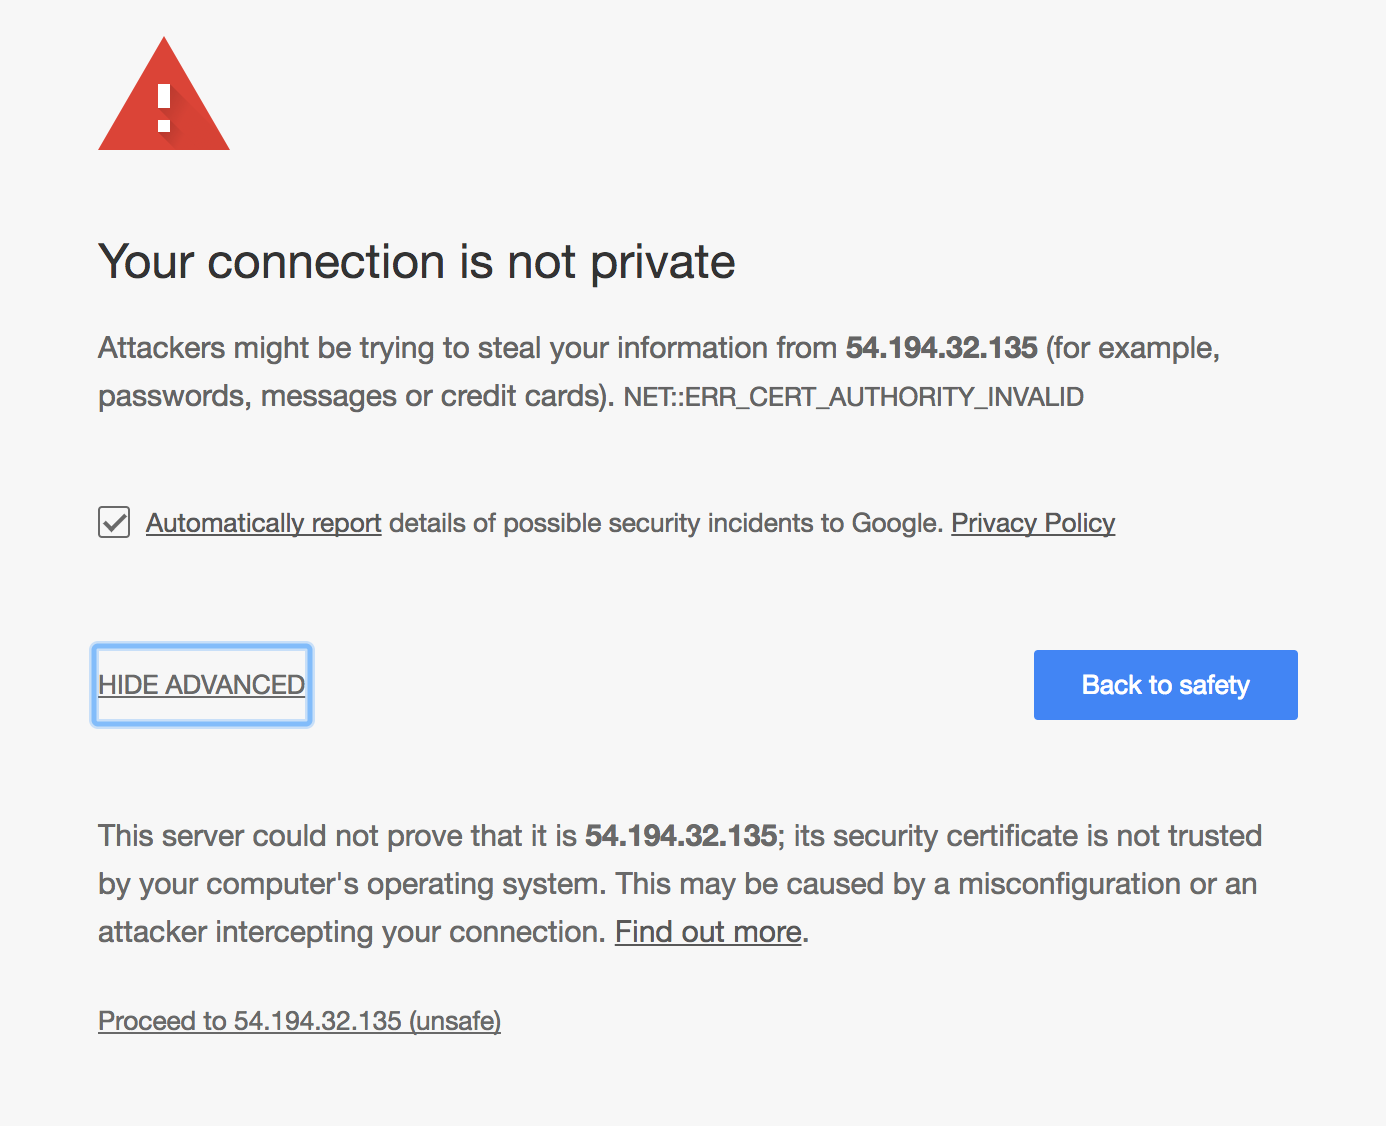 Your connection is not private
Attackers might be trying to steal your information from 54.194.32.135 (for example,
passwords, messages or credit cards). NET::ERR_CERT_AUTHORITY_INVALID
Automatically report details of possible security incidents to Google. Privacy Policy
HIDE ADVANCED
Back to safety
This server could not prove that it is 54.194.32.135; its security certificate is not trusted
by your computer's operating system. This may be caused by a misconfiguration or an
attacker intercepting your connection. Find out more.
Proceed to 54.194.32.135 (unsafe)